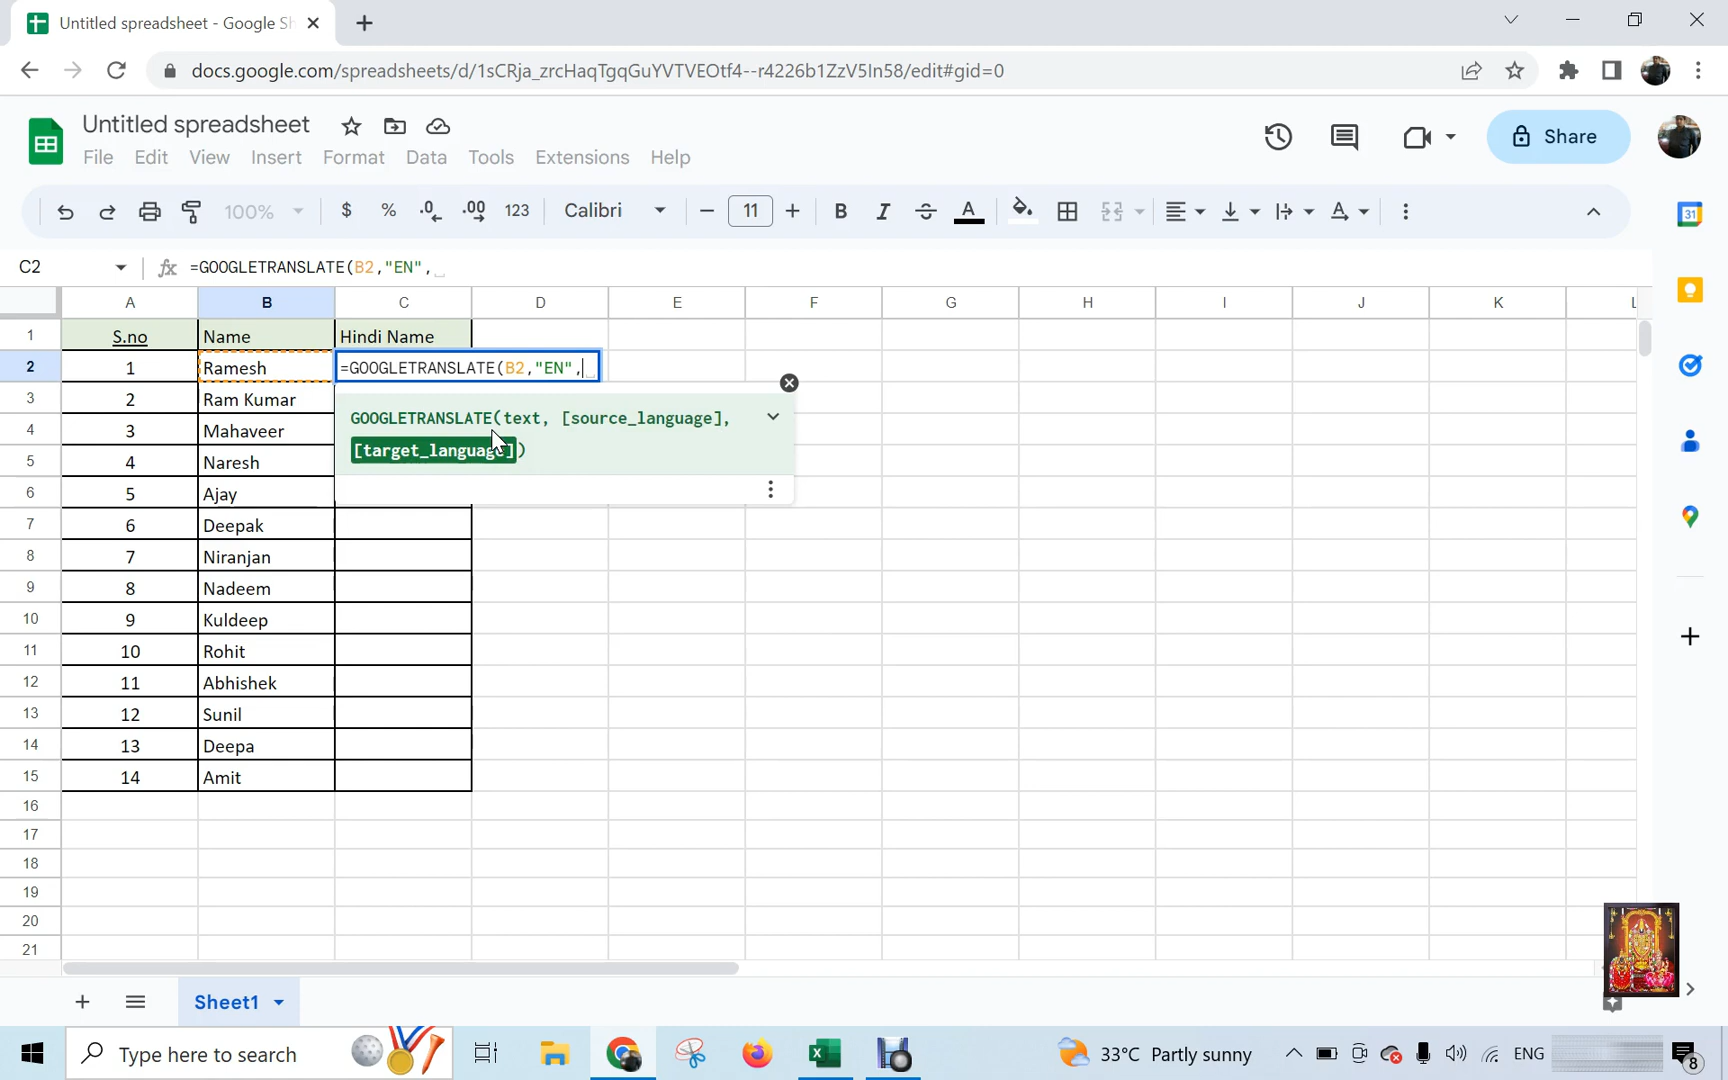 Untitled spreadsheet - Google Sh
docs.google.com/spreadsheets/d/1sCRja_zrcHaqTgqGuYVTVEOtf4--r4226b1ZzV5In58/edit#gid=0
Untitled spreadsheet
File Edit View Insert Format Data Tools Extensions Help
Share
100% $ % .0 .00 123 Calibri 11 B I S A A
31
C2 fx =GOOGLETRANSLATE(B2,"EN",
A B C D E F G H I J K L
1 S.no Name Hindi Name
2 1 Ramesh =GOOGLETRANSLATE(B2,"EN",
3 2 Ram Kumar
GOOGLETRANSLATE(text, [source_language],
[target_language])
4 3 Mahaveer
5 4 Naresh
6 5 Ajay
7 6 Deepak
8 7 Niranjan
9 8 Nadeem
10 9 Kuldeep
11 10 Rohit
12 11 Abhishek
13 12 Sunil
14 13 Deepa
15 14 Amit
16
17
18
19
20
21
Sheet1
Type here to search
33°C Partly sunny
ENG
8